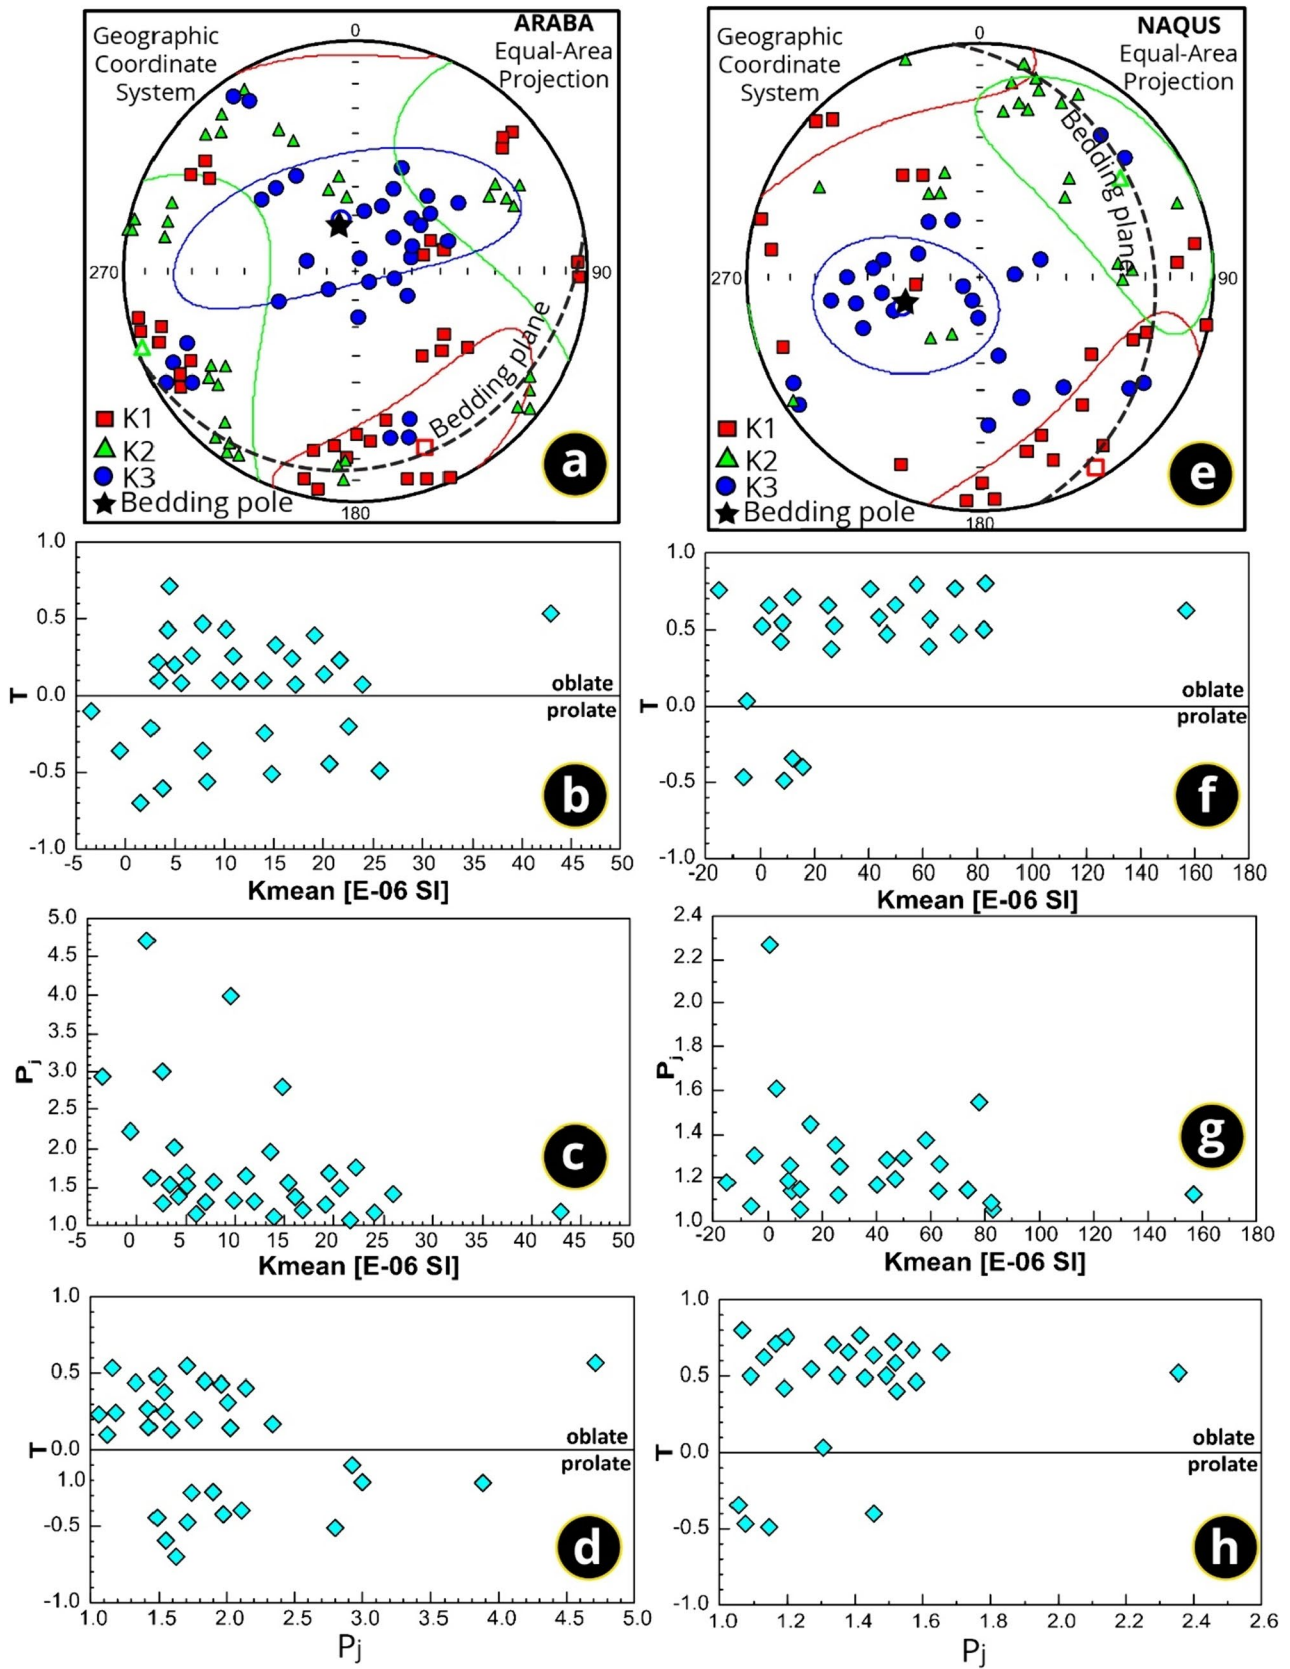 Geographic
Coordinate
System
0
ARABA
Equal-Area
Projection
270
90
Bedding plane
K1
K2
K3
Bedding pole
180
a
Geographic
Coordinate
System
0
NAQUS
Equal-Area
Projection
Bedding plane
270
90
K1
K2
K3
Bedding pole
180
e
1.0
0.5
0.0
-0.5
-1.0
T
oblate
prolate
b
-5 0 5 10 15 20 25 30 35 40 45 50
Kmean [E-06 SI]
1.0
0.5
0.0
-0.5
-1.0
T
oblate
prolate
f
-20 0 20 40 60 80 100 120 140 160 180
Kmean [E-06 SI]
5.0
4.5
4.0
3.5
3.0
2.5
2.0
1.5
1.0
Pj
c
-5 0 5 10 15 20 25 30 35 40 45 50
Kmean [E-06 SI]
2.4
2.2
2.0
1.8
1.6
1.4
1.2
1.0
Pj
g
-20 0 20 40 60 80 100 120 140 160 180
Kmean [E-06 SI]
1.0
0.5
0.0
1.0
-0.5
-1.0
T
oblate
prolate
d
1.0 1.5 2.0 2.5 3.0 3.5 4.0 4.5 5.0
Pj
1.0
0.5
0.0
-0.5
-1.0
T
oblate
prolate
h
1.0 1.2 1.4 1.6 1.8 2.0 2.2 2.4 2.6
Pj